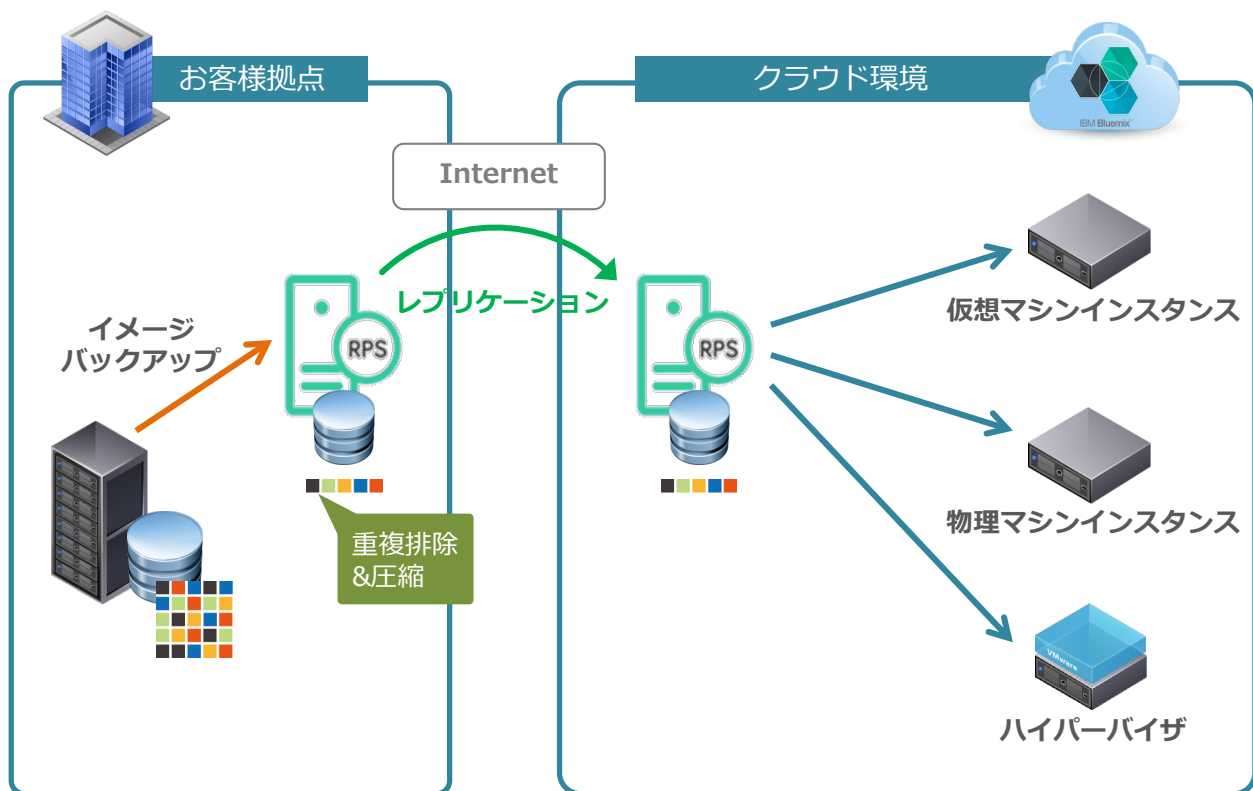 お客様拠点
クラウド環境
IBM Bluemix™
Internet
レプリケーション
イメージ
バックアップ
RPS
RPS
重複排除
&圧縮
仮想マシンインスタンス
物理マシンインスタンス
VMware
ハイパーバイザ